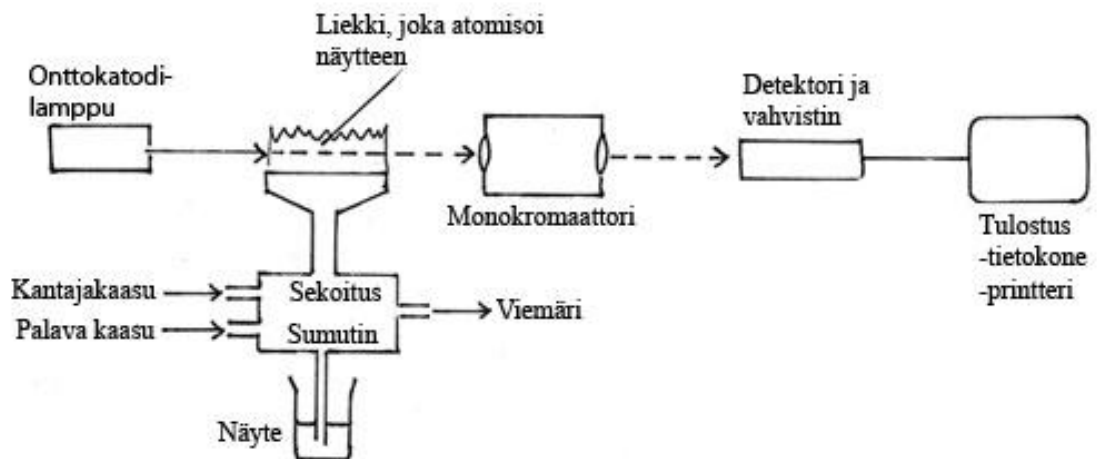 Liekki, joka atomisoi
näytteen
Onttokatodi-
lamppu
Detektori ja
vahvistin
Monokromaattori
Tulostus
-tietokone
-printteri
Kantajakaasu
Sekoitus
Viemäri
Palava kaasu
Sumutin
Näyte